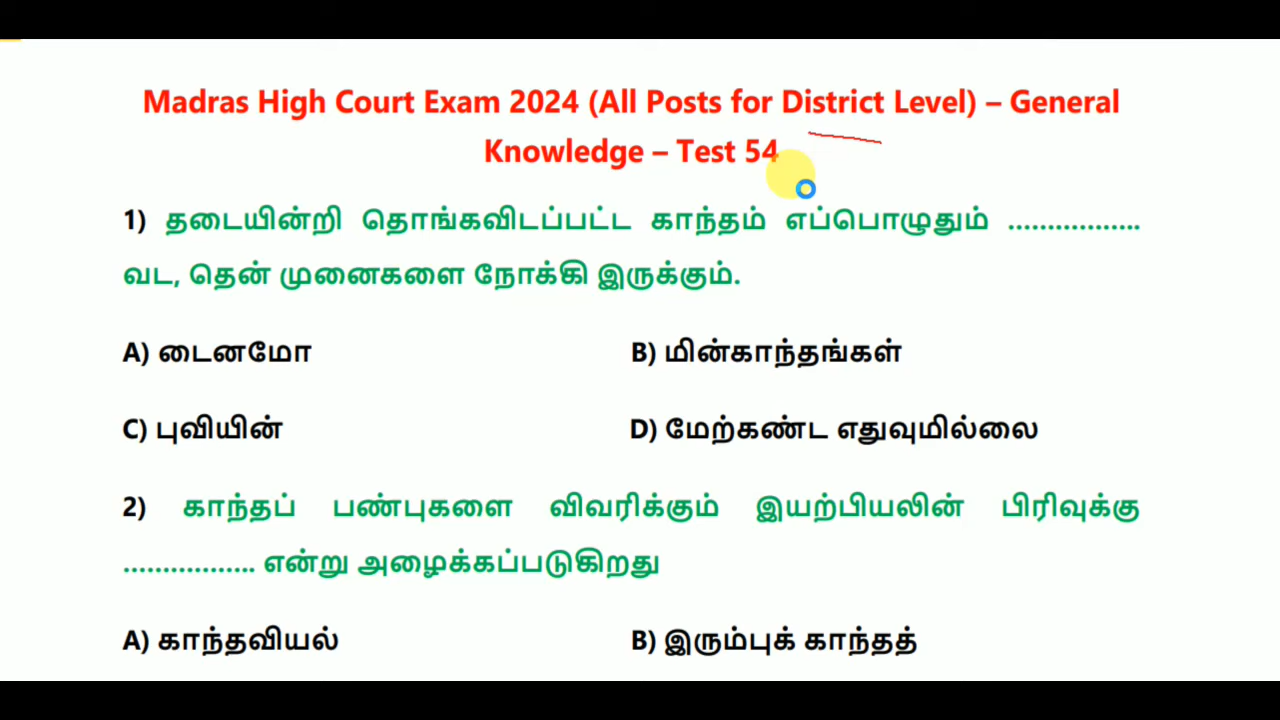 Madras High Court Exam 2024 (All Posts for District Level) – General
Knowledge – Test 54
1) தடையின்றி தொங்கவிடப்பட்ட காந்தம் எப்பொழுதும் .................
வட, தென் முனைகளை நோக்கி இருக்கும்.
A) டைனமோ B) மின்காந்தங்கள்
C) புவியின் D) மேற்கண்ட எதுவுமில்லை
2) காந்தப் பண்புகளை விவரிக்கும் இயற்பியலின் பிரிவுக்கு
................. என்று அழைக்கப்படுகிறது
A) காந்தவியல் B) இரும்புக் காந்தத்